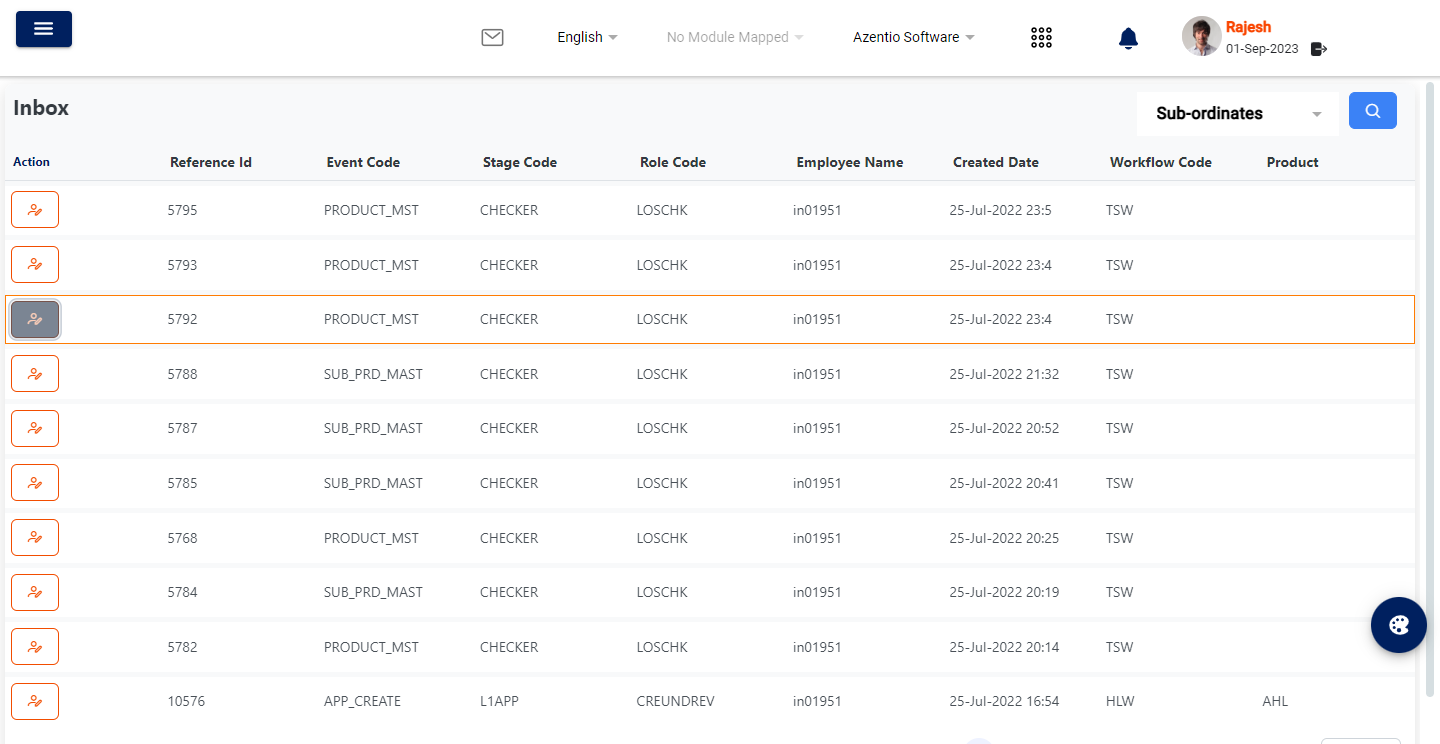 English No Module Mapped Azentio Software Rajesh
01-Sep-2023
Inbox Sub-ordinates
Action Reference Id Event Code Stage Code Role Code Employee Name Created Date Workflow Code Product
5795 PRODUCT_MST CHECKER LOSCHK in01951 25-Jul-2022 23:5 TSW
5793 PRODUCT_MST CHECKER LOSCHK in01951 25-Jul-2022 23:4 TSW
5792 PRODUCT_MST CHECKER LOSCHK in01951 25-Jul-2022 23:4 TSW
5788 SUB_PRD_MAST CHECKER LOSCHK in01951 25-Jul-2022 21:32 TSW
5787 SUB_PRD_MAST CHECKER LOSCHK in01951 25-Jul-2022 20:52 TSW
5785 SUB_PRD_MAST CHECKER LOSCHK in01951 25-Jul-2022 20:41 TSW
5768 PRODUCT_MST CHECKER LOSCHK in01951 25-Jul-2022 20:25 TSW
5784 SUB_PRD_MAST CHECKER LOSCHK in01951 25-Jul-2022 20:19 TSW
5782 PRODUCT_MST CHECKER LOSCHK in01951 25-Jul-2022 20:14 TSW
10576 APP_CREATE L1APP CREUNDREV in01951 25-Jul-2022 16:54 HLW AHL